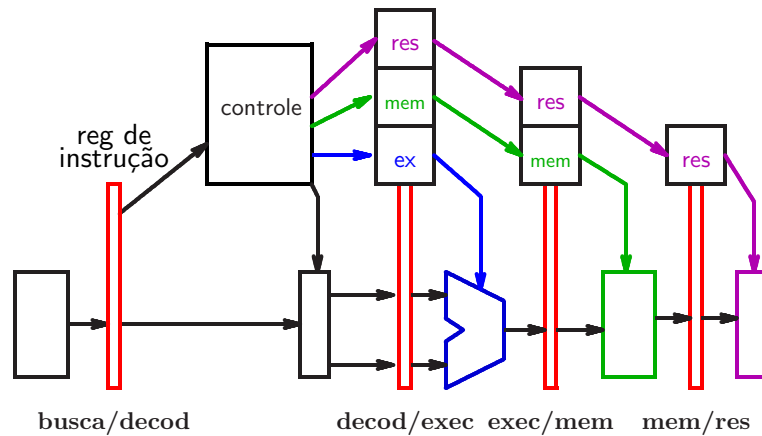 res
controle
mem
res
reg de
instrução
ex
mem
res
busca/decod
decod/exec
exec/mem
mem/res